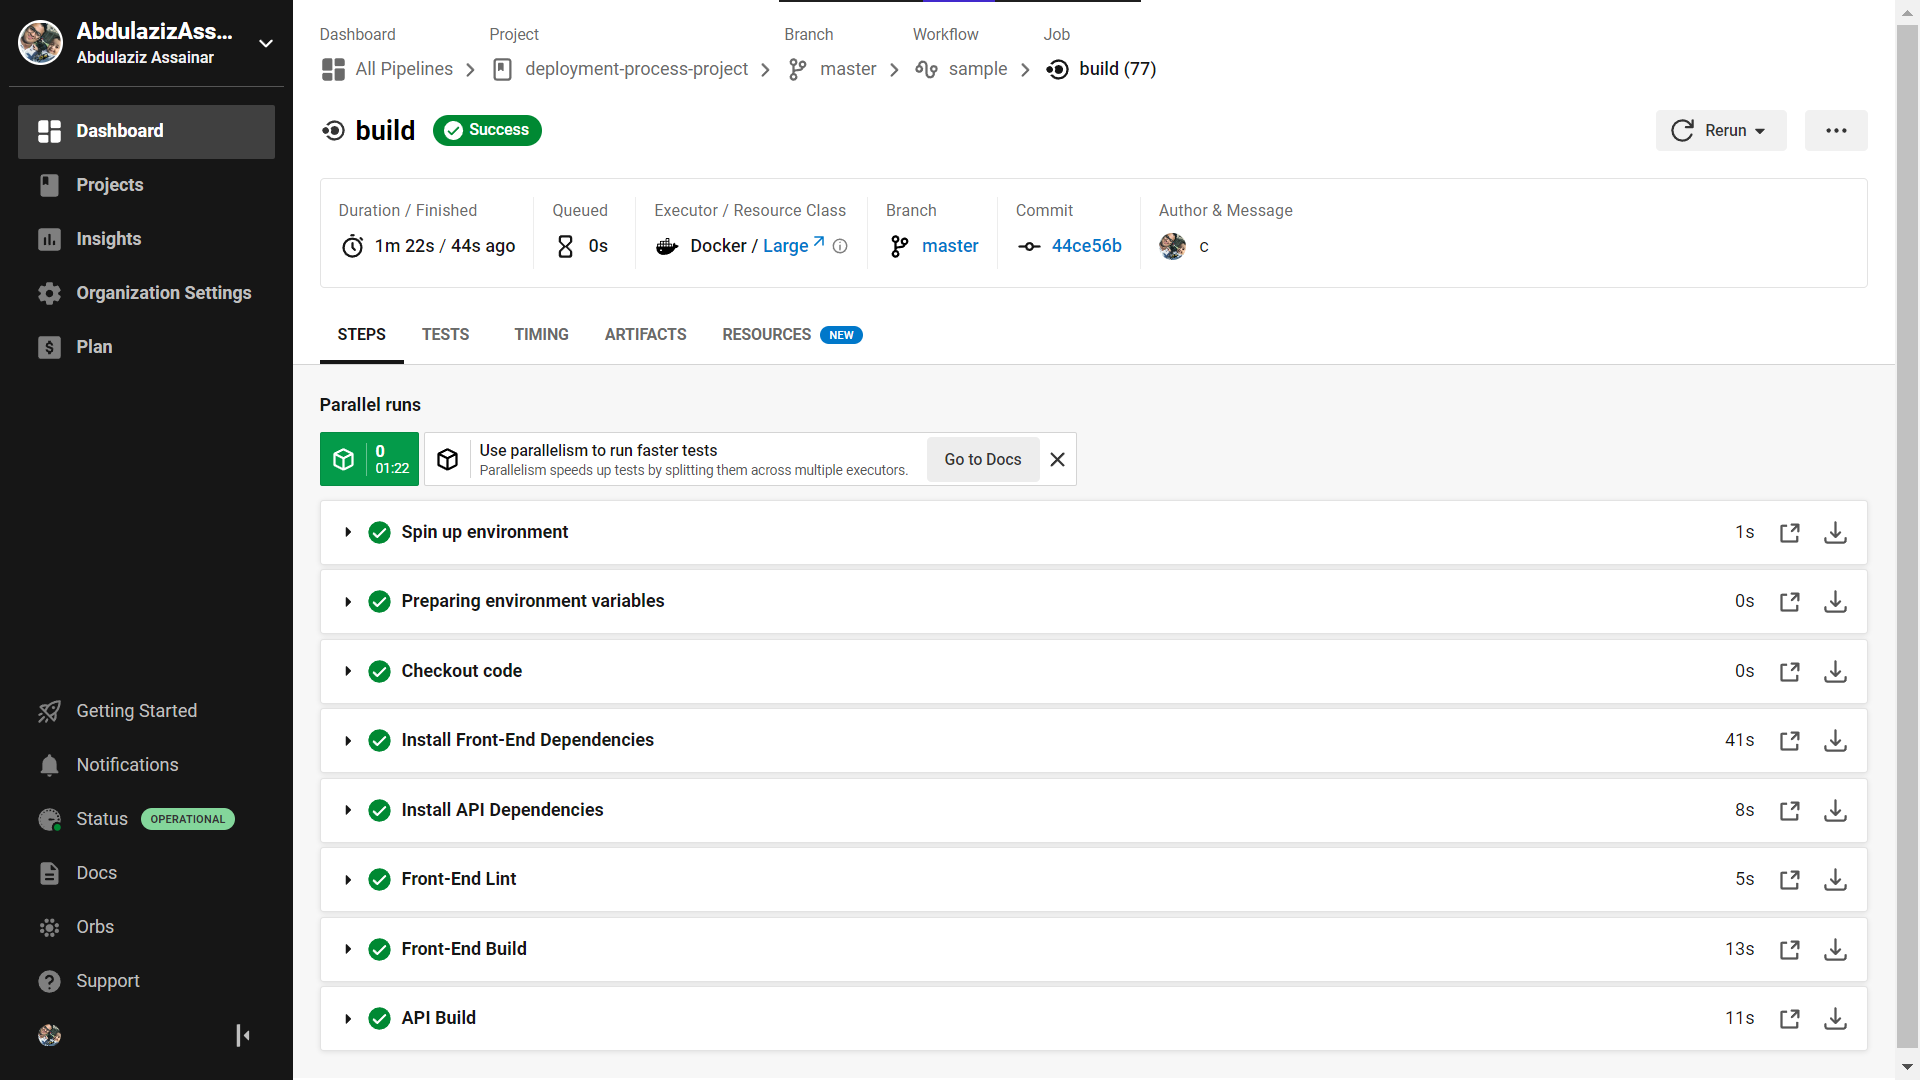 AbdulazizAss...
Abdulaziz Assainar
Dashboard
Projects
Insights
Organization Settings
Plan
Getting Started
Notifications
Status OPERATIONAL
Docs
Orbs
Support
Dashboard Project Branch Workflow Job
All Pipelines deployment-process-project master sample build (77)
build Success
Rerun
Duration / Finished Queued Executor / Resource Class Branch Commit Author & Message
1m 22s / 44s ago 0s Docker / Large master 44ce56b c
STEPS TESTS TIMING ARTIFACTS RESOURCES NEW
Parallel runs
0
01:22
Use parallelism to run faster tests
Parallelism speeds up tests by splitting them across multiple executors.
Go to Docs
Spin up environment 1s
Preparing environment variables 0s
Checkout code 0s
Install Front-End Dependencies 41s
Install API Dependencies 8s
Front-End Lint 5s
Front-End Build 13s
API Build 11s